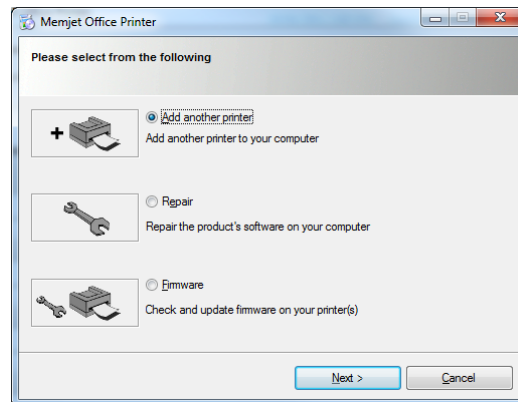 Memjet Office Printer
Please select from the following
Add another printer
Add another printer to your computer
Repair
Repair the product's software on your computer
Firmware
Check and update firmware on your printer(s)
Next >
Cancel